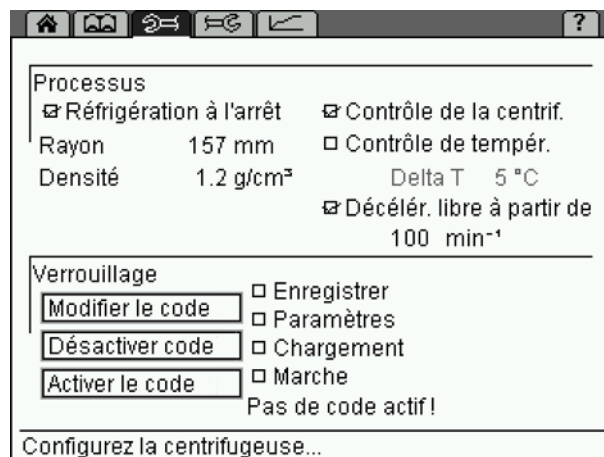 ?
Processus
Réfrigération à l'arrêt
Rayon 157 mm
Densité 1.2 g/cm³
Contrôle de la centrif.
Contrôle de tempér.
Delta T 5 °C
Décélér. libre à partir de
100 min⁻¹
Verrouillage
Modifier le code
Désactiver code
Activer le code
Enregistrer
Paramètres
Chargement
Marche
Pas de code actif !
Configurez la centrifugeuse...